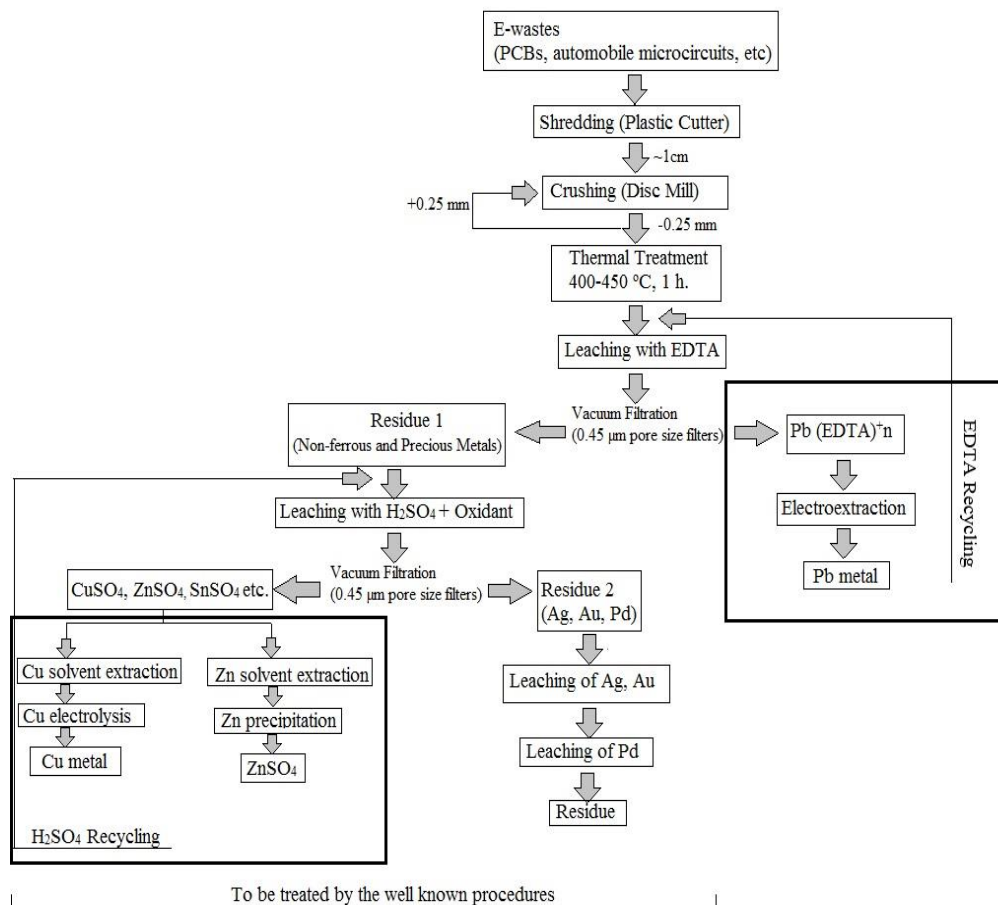 E-wastes
(PCBs, automobile microcircuits, etc)
Shredding (Plastic Cutter)
~1cm
Crushing (Disc Mill)
+0.25 mm
-0.25 mm
Thermal Treatment
400-450 ºC, 1 h.
Leaching with EDTA
Vacuum Filtration
(0.45 µm pore size filters)
Residue 1
(Non-ferrous and Precious Metals)
Pb (EDTA)⁺n
EDTA Recycling
Leaching with H₂SO₄ + Oxidant
Electroextraction
Pb metal
Vacuum Filtration
(0.45 µm pore size filters)
CuSO₄, ZnSO₄, SnSO₄ etc.
Residue 2
(Ag, Au, Pd)
Cu solvent extraction
Zn solvent extraction
Leaching of Ag, Au
Cu electrolysis
Zn precipitation
Cu metal
ZnSO₄
Leaching of Pd
Residue
H₂SO₄ Recycling
To be treated by the well known procedures